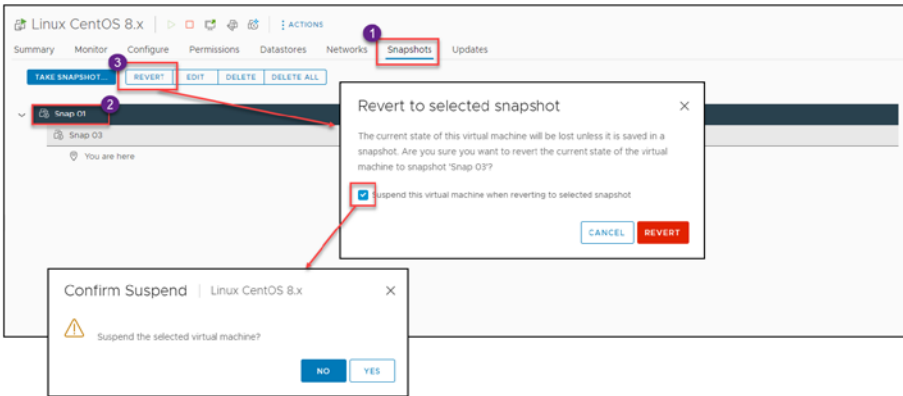 Linux CentOS 8.x
ACTIONS
1
Summary Monitor Configure Permissions Datastores Networks Snapshots Updates
3
TAKE SNAPSHOT... REVERT EDIT DELETE DELETE ALL
2
Snap 01
Snap 03
You are here
Revert to selected snapshot
The current state of this virtual machine will be lost unless it is saved in a
snapshot. Are you sure you want to revert the current state of the virtual
machine to snapshot 'Snap 03'?
Suspend this virtual machine when reverting to selected snapshot
CANCEL REVERT
Confirm Suspend Linux CentOS 8.x
Suspend the selected virtual machine?
NO YES